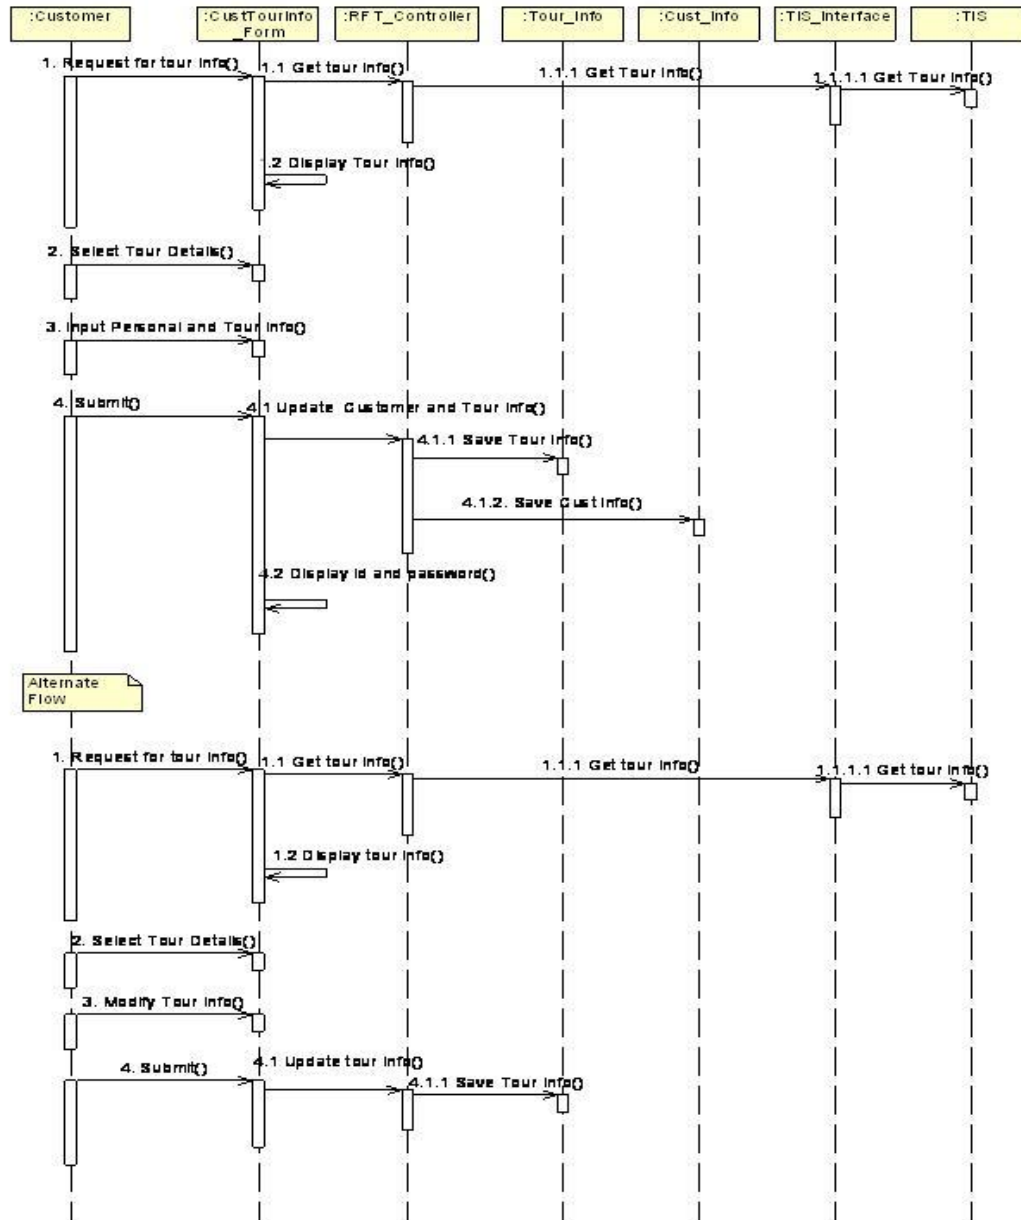 :Customer
:CustTourInfo
_Form
:RFT_Controller
:Tour_Info
:Cust_Info
:TIS_Interface
:TIS
1. Request for tour info()
1.1 Get tour info()
1.1.1 Get Tour Info()
1.1.1.1 Get Tour Info()
1.2 Display Tour Info()
2. Select Tour Details()
3. Input Personal and Tour Info()
4. Submit()
4.1 Update Customer and Tour Info()
4.1.1 Save Tour Info()
4.1.2. Save Cust Info()
4.2 Display id and password()
Alternate
Flow
1. Request for tour info()
1.1 Get tour info()
1.1.1 Get tour info()
1.1.1.1 Get tour info()
1.2 Display tour info()
2. Select Tour Details()
3. Modify Tour Info()
4. Submit()
4.1 Update tour info()
4.1.1 Save Tour Info()